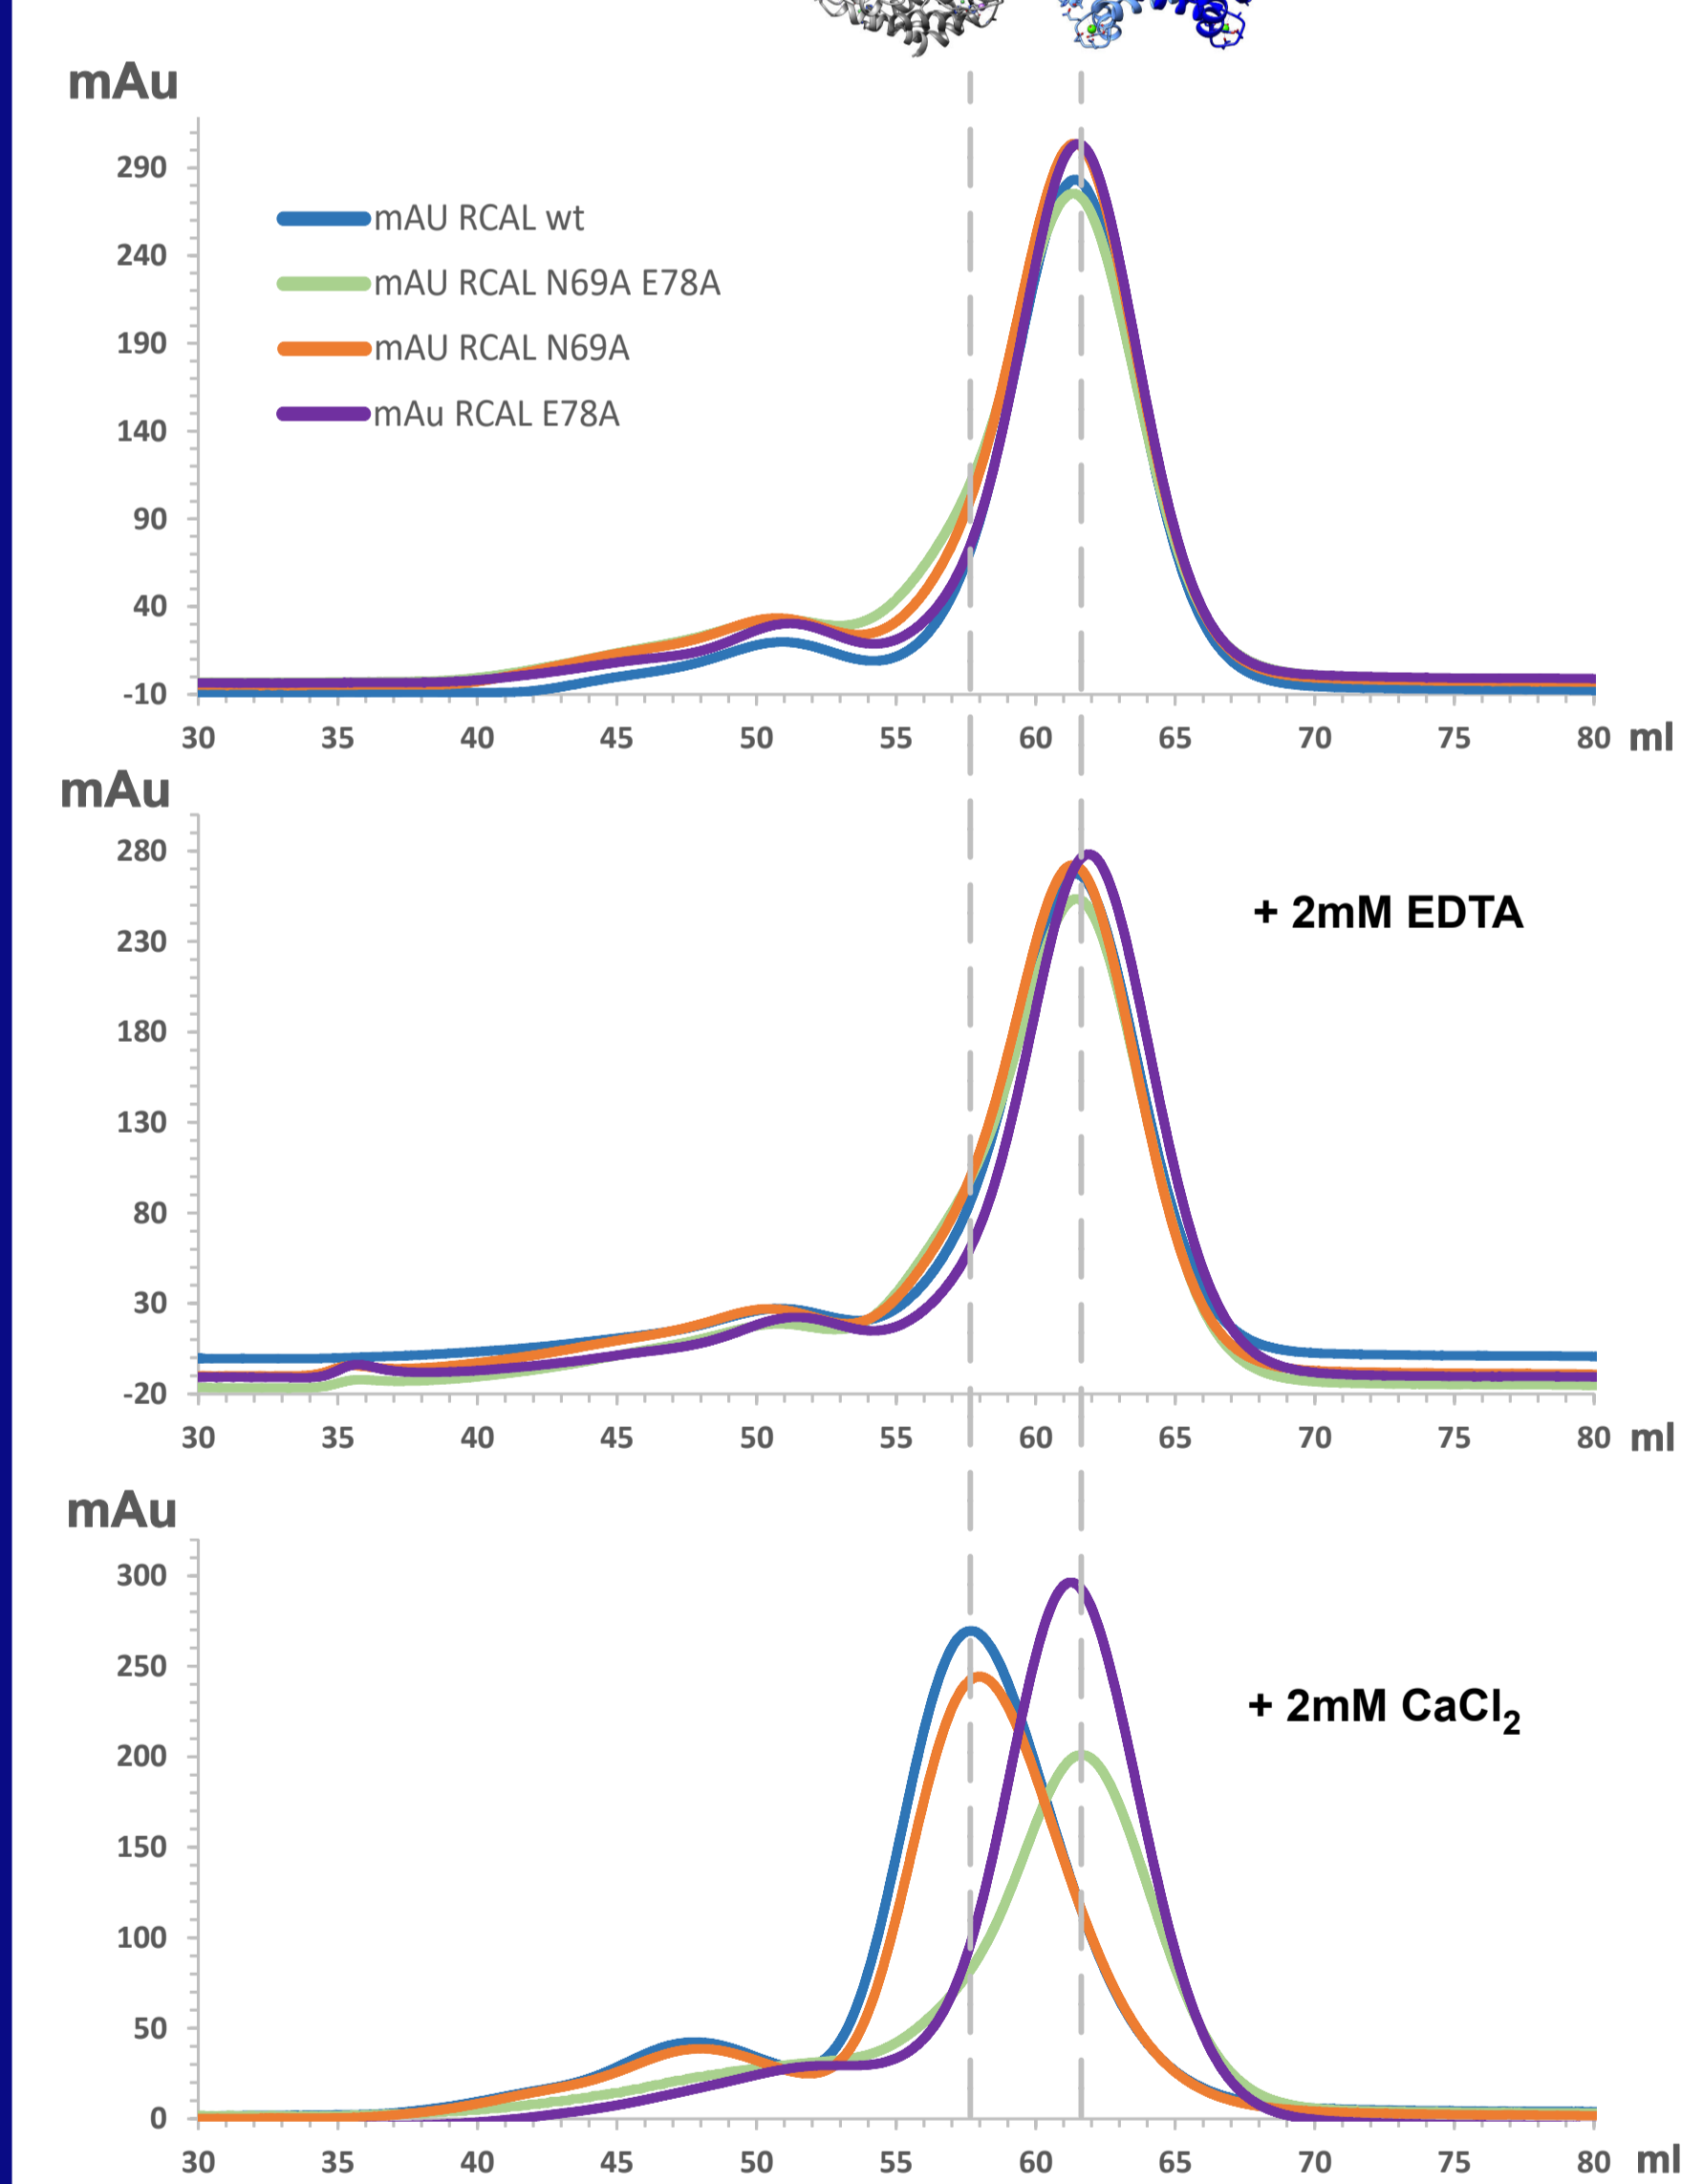 mAu
290
240
190
140
90
40
-10
mAU RCAL wt
mAU RCAL N69A E78A
mAU RCAL N69A
mAu RCAL E78A
30 35 40 45 50 55 60 65 70 75 80 ml
mAu
280
230
180
130
80
30
-20
+ 2mM EDTA
30 35 40 45 50 55 60 65 70 75 80 ml
mAu
300
250
200
150
100
50
0
+ 2mM CaCl₂
30 35 40 45 50 55 60 65 70 75 80 ml